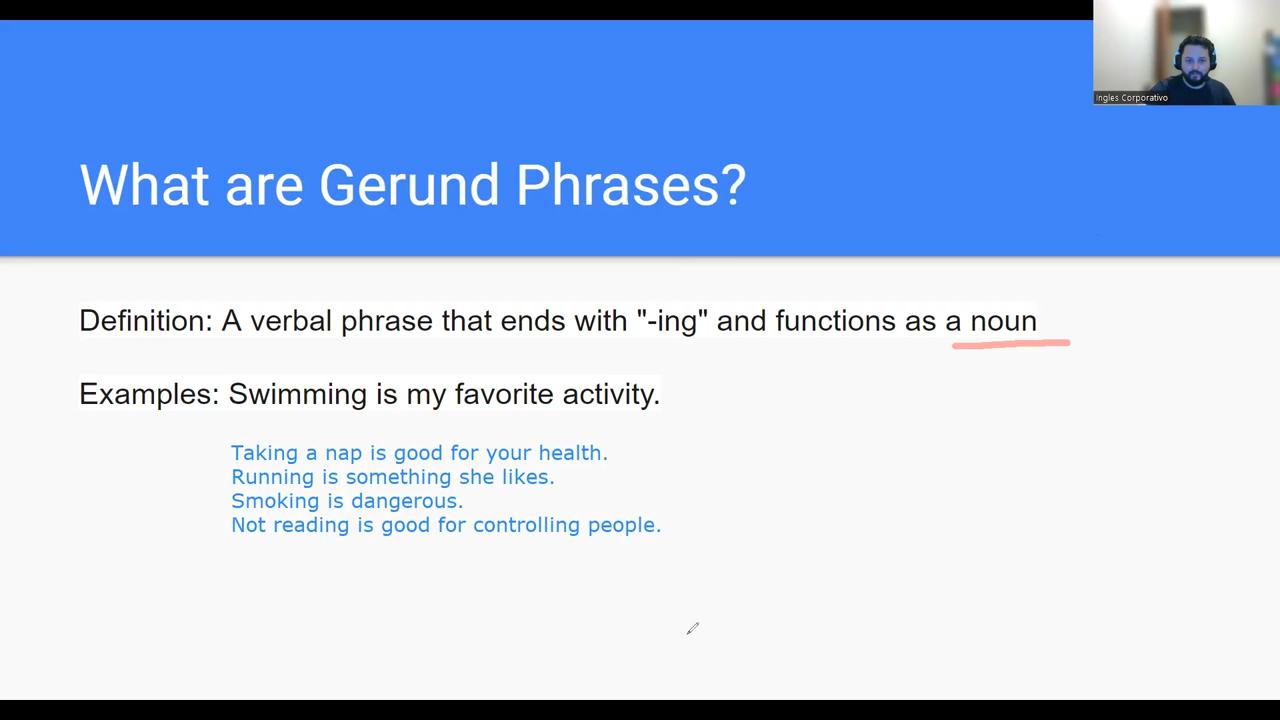 Ingles Corporativo
What are Gerund Phrases?
Definition: A verbal phrase that ends with "-ing" and functions as a noun
Examples: Swimming is my favorite activity.
Taking a nap is good for your health.
Running is something she likes.
Smoking is dangerous.
Not reading is good for controlling people.